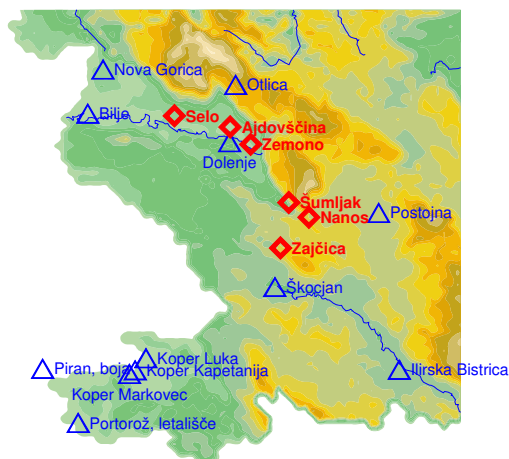 Nova Gorica
Otlica
Bilje
Selo
Ajdovščina
Zemono
Dolenje
Šumljak
Postojna
Nanos
Zajčica
Škocjan
Koper Luka
Piran, boja
Koper Kapetanija
Ilirska Bistrica
Koper Markovec
Portorož, letališče